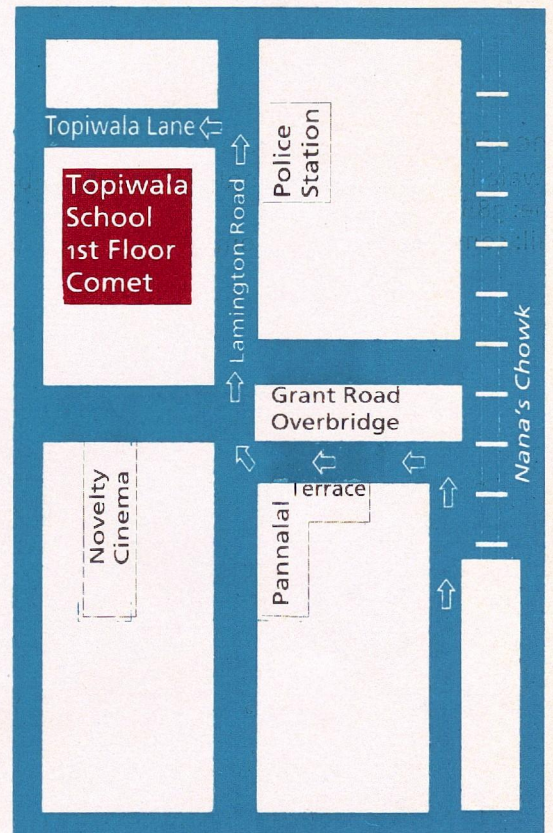 Topiwala Lane
Topiwala
School
1st Floor
Comet
Police
Station
Lamington Road
Grant Road
Overbridge
Nana's Chowk
Novelty
Cinema
Pannalal
Terrace